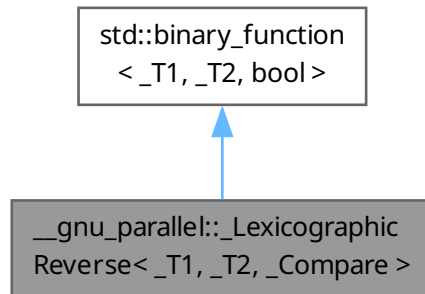 std::binary_function
< _T1, _T2, bool >
__gnu_parallel::_Lexicographic
Reverse< _T1, _T2, _Compare >